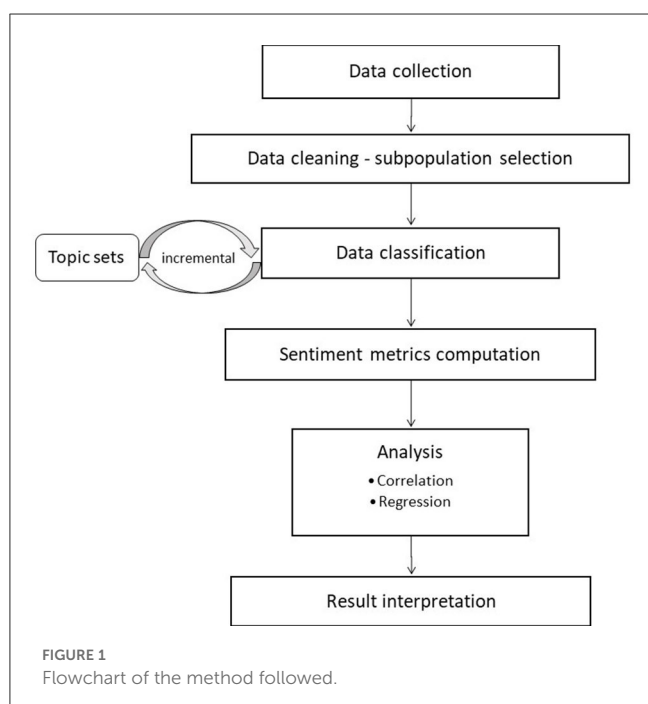 Data collection
Data cleaning - subpopulation selection
Topic sets
incremental
Data classification
Sentiment metrics computation
Analysis
• Correlation
• Regression
Result interpretation
FIGURE 1
Flowchart of the method followed.